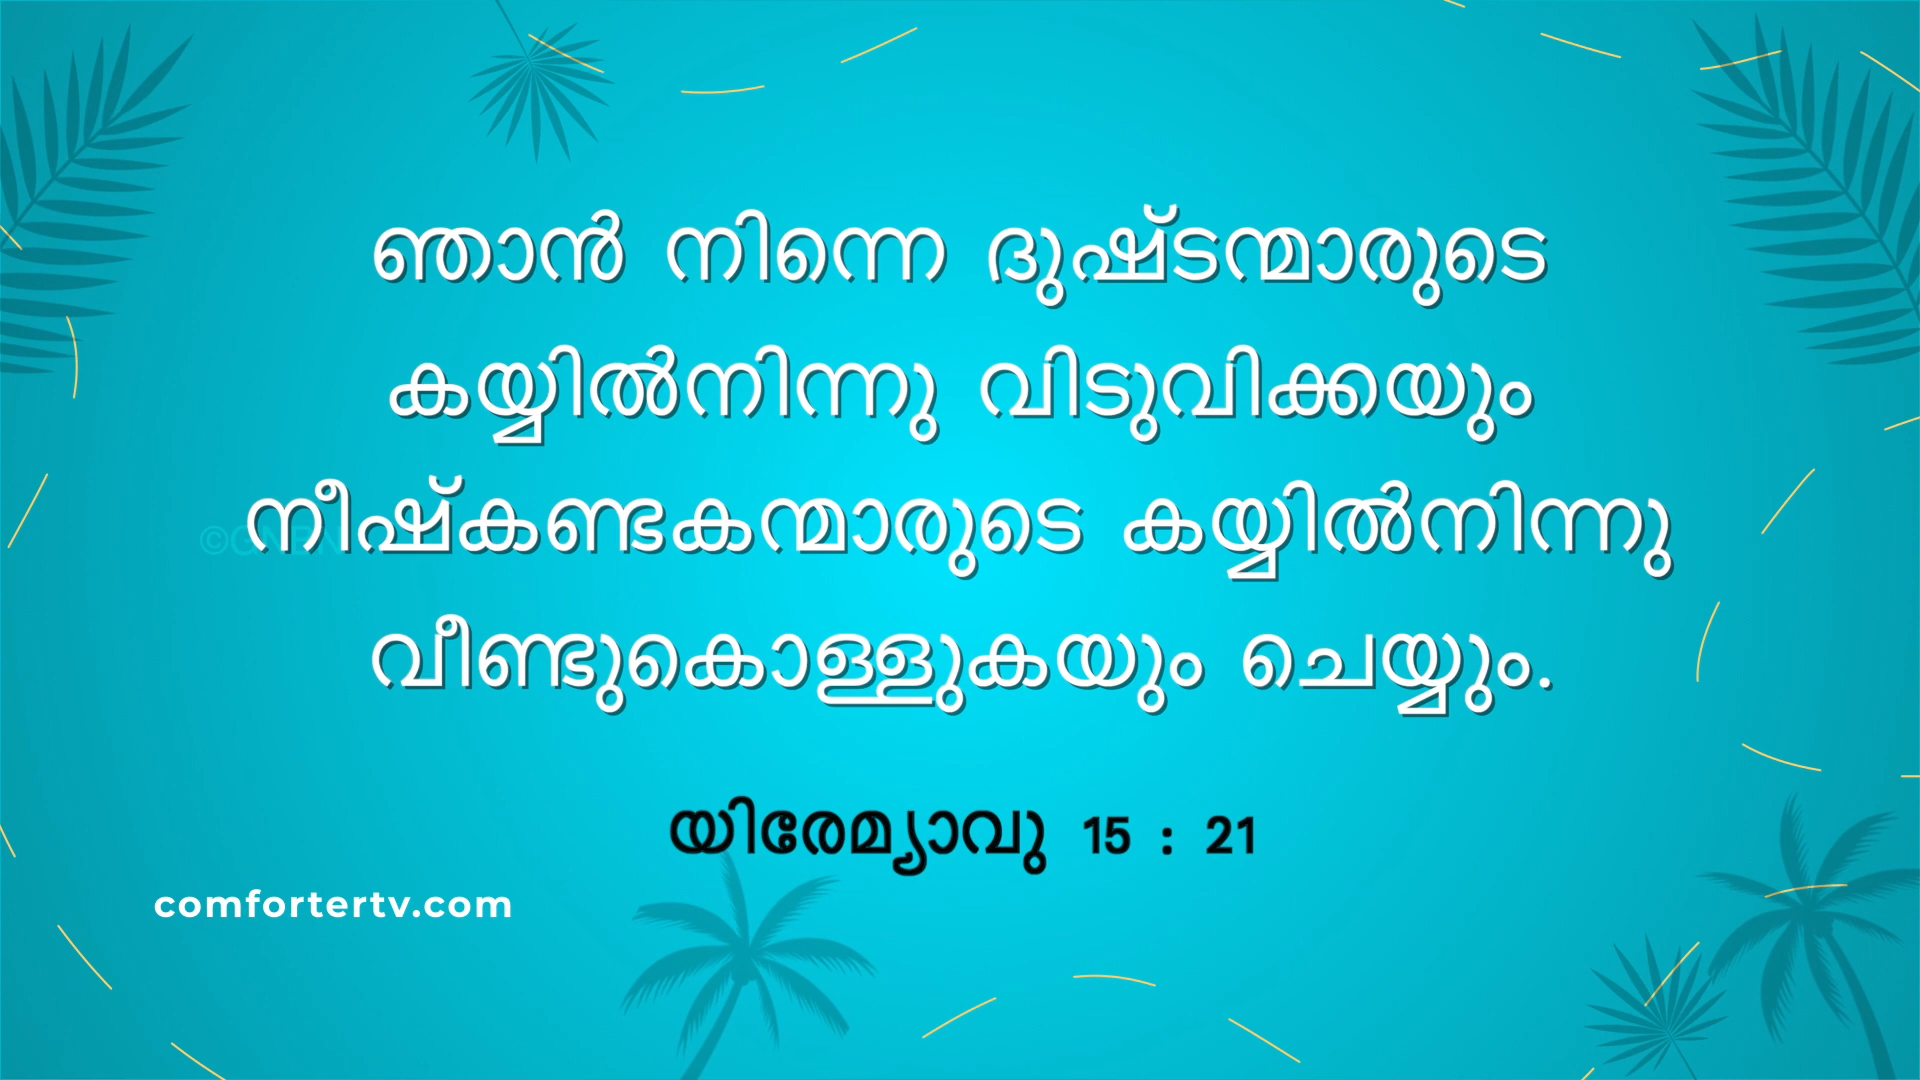 ഞാൻ നിന്നെ ദുഷ്ടന്മാരുടെ
കയ്യിൽനിന്നു വിടുവിക്കയും
നീഷ്കണ്ടകന്മാരുടെ കയ്യിൽനിന്നു
വീണ്ടുകൊള്ളുകയും ചെയ്യും.
യിരേമ്യാവു 15 : 21
comfortertv.com